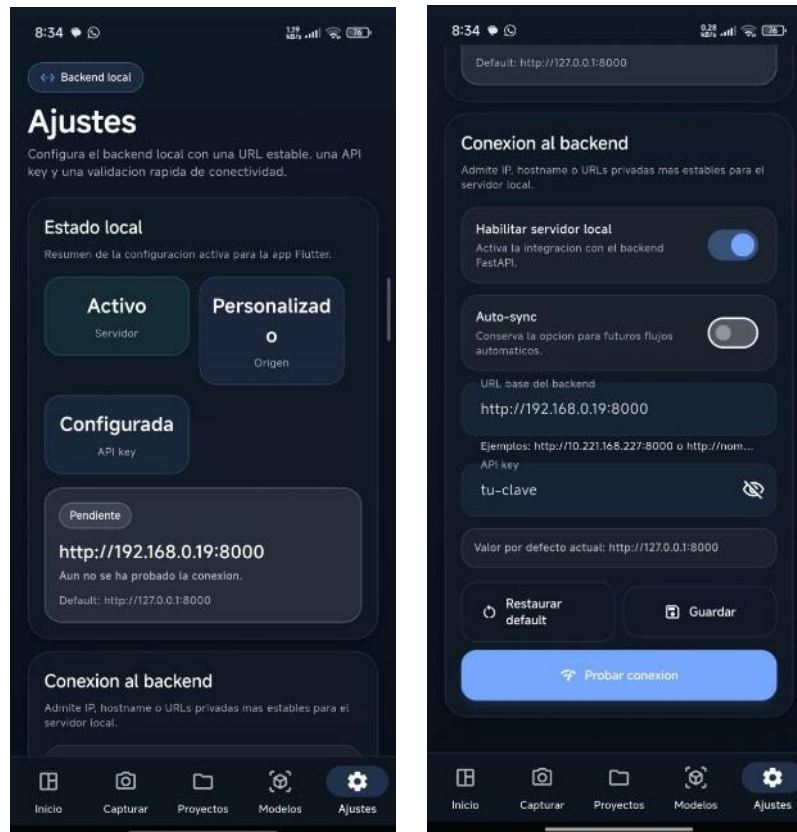 8:34
1.19 kB/s
76
Backend local
Ajustes
Configura el backend local con una URL estable, una API
key y una validacion rapida de conectividad.
Estado local
Resumen de la configuracion activa para la app Flutter.
Activo
Servidor
Personalizad
o
Origen
Configurada
API key
Pendiente
http://192.168.0.19:8000
Aun no se ha probado la conexion.
Default: http://127.0.0.1:8000
Conexion al backend
Admite IP, hostname o URLs privadas mas estables para el
servidor local.
Inicio
Capturar
Proyectos
Modelos
Ajustes
8:34
0.28 kB/s
76
Default: http://127.0.0.1:8000
Conexion al backend
Admite IP, hostname o URLs privadas mas estables para el
servidor local.
Habilitar servidor local
Activa la integracion con el backend
FastAPI.
Auto-sync
Conserva la opcion para futuros flujos
automaticos.
URL base del backend
http://192.168.0.19:8000
Ejemplos: http://10.221.168.227:8000 o http://nom...
API key
tu-clave
Valor por defecto actual: http://127.0.0.1:8000
Restaurar
default
Guardar
Probar conexion
Inicio
Capturar
Proyectos
Modelos
Ajustes